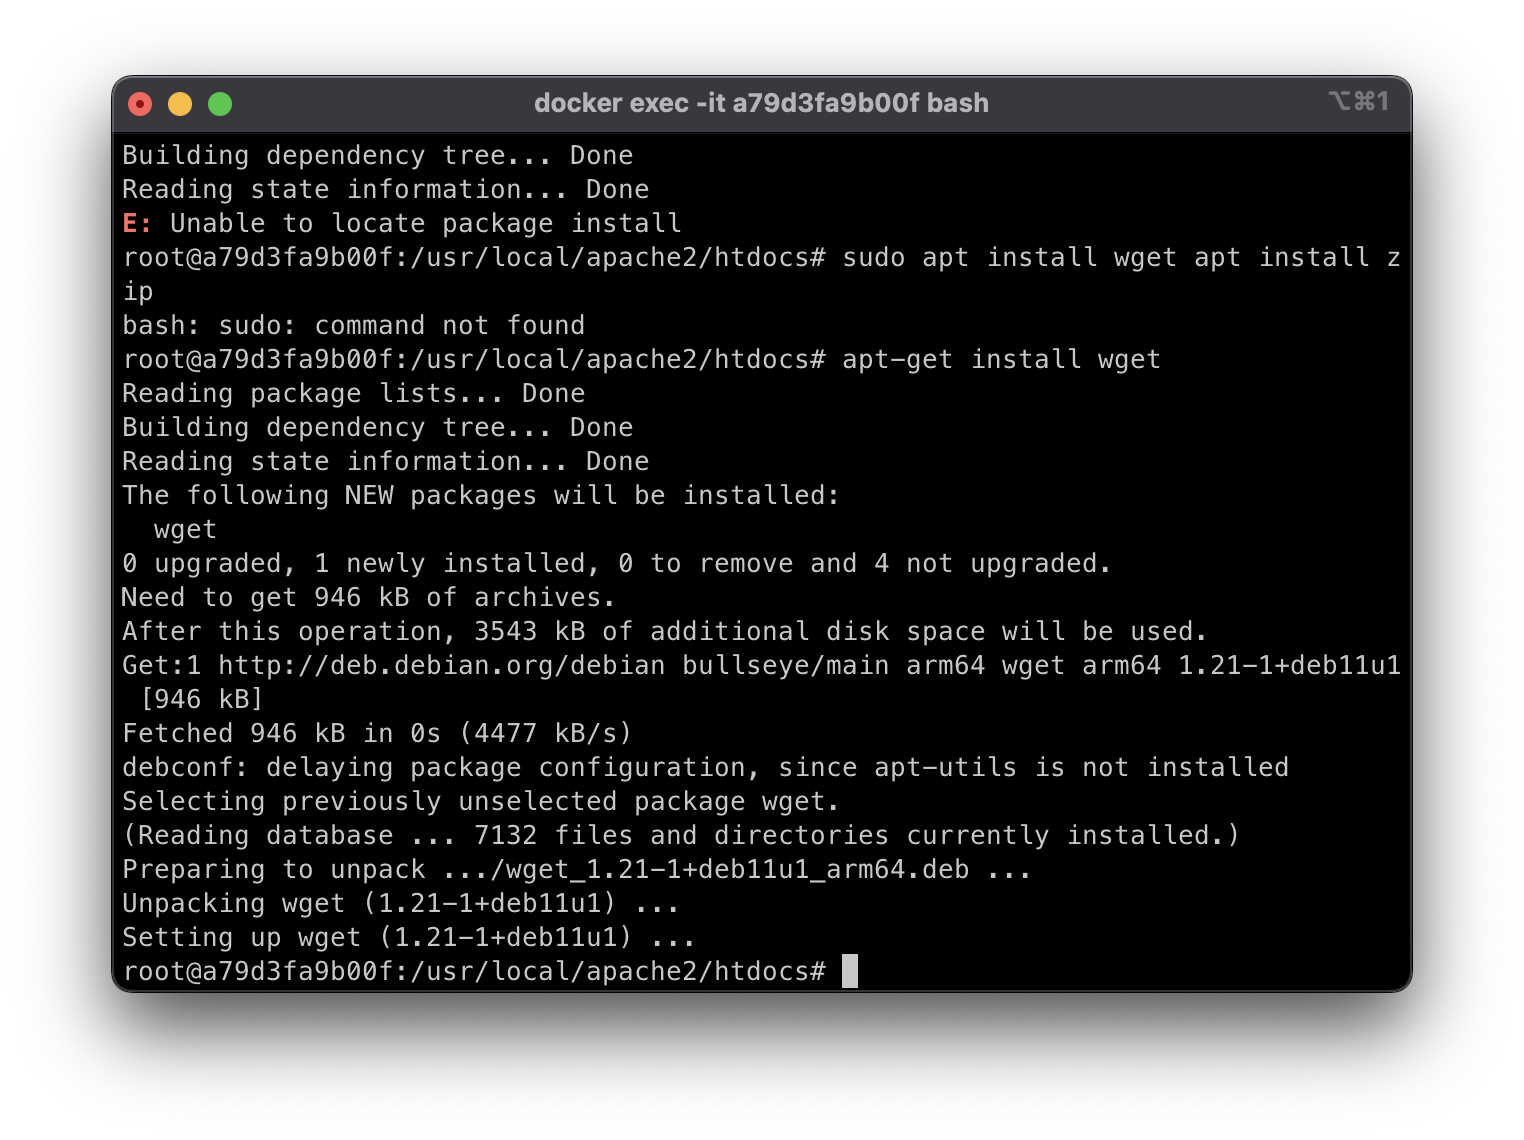 docker exec -it a79d3fa9b00f bash
⌥⌘1
Building dependency tree... Done
Reading state information... Done
E: Unable to locate package install
root@a79d3fa9b00f:/usr/local/apache2/htdocs# sudo apt install wget apt install z
ip
bash: sudo: command not found
root@a79d3fa9b00f:/usr/local/apache2/htdocs# apt-get install wget
Reading package lists... Done
Building dependency tree... Done
Reading state information... Done
The following NEW packages will be installed:
  wget
0 upgraded, 1 newly installed, 0 to remove and 4 not upgraded.
Need to get 946 kB of archives.
After this operation, 3543 kB of additional disk space will be used.
Get:1 http://deb.debian.org/debian bullseye/main arm64 wget arm64 1.21-1+deb11u1
 [946 kB]
Fetched 946 kB in 0s (4477 kB/s)
debconf: delaying package configuration, since apt-utils is not installed
Selecting previously unselected package wget.
(Reading database ... 7132 files and directories currently installed.)
Preparing to unpack .../wget_1.21-1+deb11u1_arm64.deb ...
Unpacking wget (1.21-1+deb11u1) ...
Setting up wget (1.21-1+deb11u1) ...
root@a79d3fa9b00f:/usr/local/apache2/htdocs#